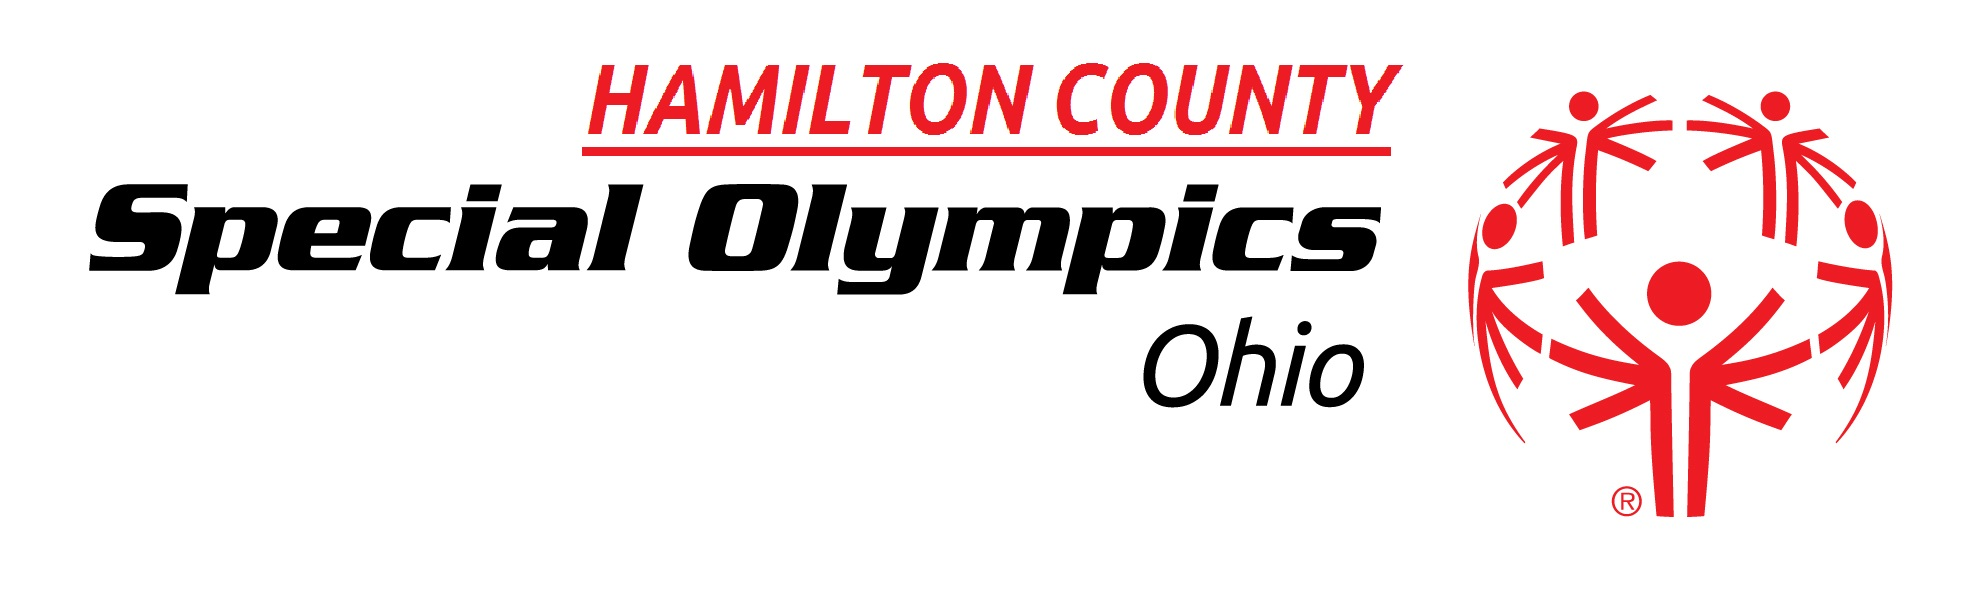 HAMILTON COUNTY
Special Olympics
Ohio
®